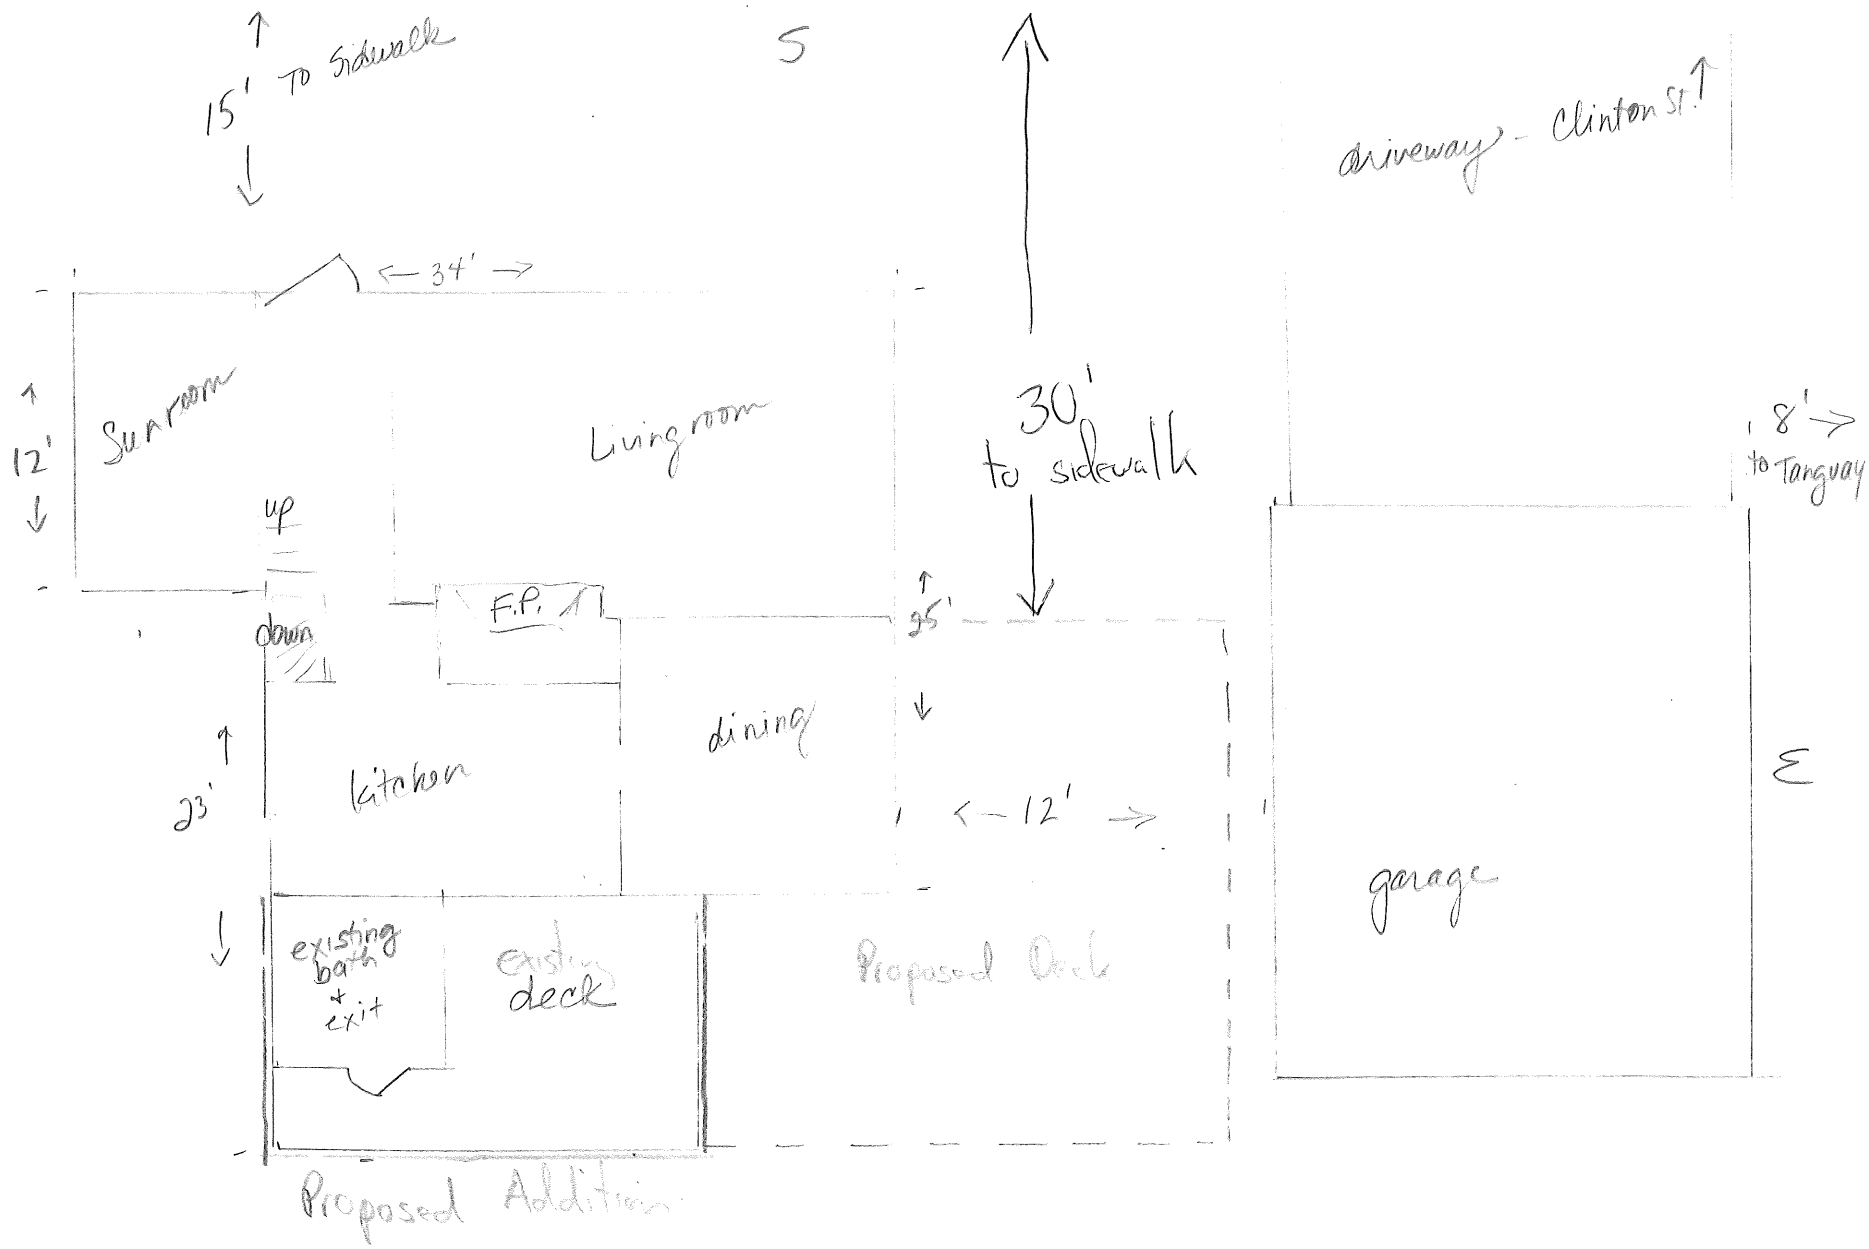 15' To Sidewalk
S
driveway - Clinton St.
34'
Sunroom
12'
Livingroom
30'
to sidewalk
8'
to Tanguay
up
F.P.
down
25'
dining
kitchen
23'
12'
E
garage
existing
bath
+
exit
existing
deck
Proposed Deck
Proposed Addition